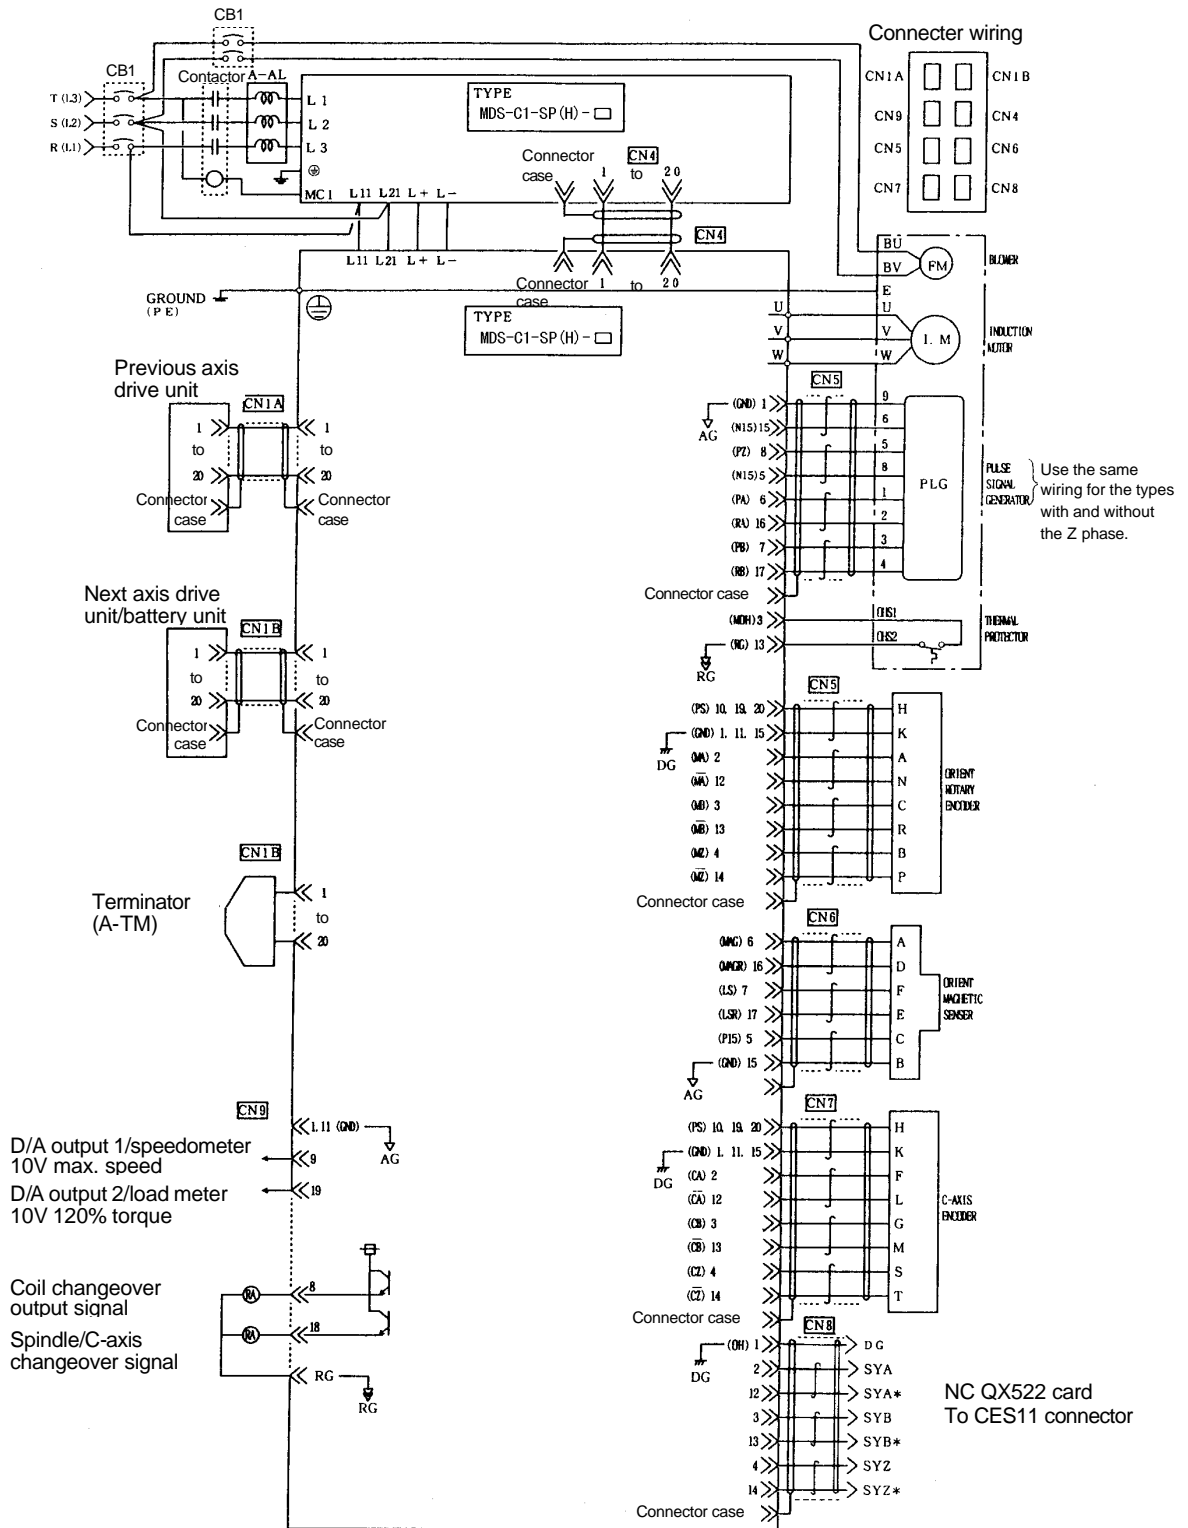 CB1
Connecter wiring
CB1
Contactor A-AL
CN1A CN1B
CN9 CN4
CN5 CN6
CN7 CN8
T (L3)
S (L2)
R (L1)
L 1
L 2
L 3
MC1
L11 L21 L+ L-
TYPE
MDS-C1-SP(H)-□
Connector case
CN4
1 to 20
CN4
L11 L21 L+ L-
Connector case
1 to 20
TYPE
MDS-C1-SP(H)-□
GROUND
(PE)
BU
BV
FM
BLOWER
E
U U
V V
W W
I. M
INDUCTION
MOTOR
Previous axis
drive unit
CN1A
1 1
to to
20 20
Connector case
Connector case
CN5
(GND) 1 9
AG
(N15)15 6
(PZ) 8 5
(N15)5 8
(PA) 6 1
(RA) 16 2
(PB) 7 3
(RB) 17 4
Connector case
PLG
PULSE
SIGNAL
GENERATOR
Use the same
wiring for the types
with and without
the Z phase.
(MOH)3 OHS1
(RG) 13 OHS2
RG
THERMAL
PROTECTOR
Next axis drive
unit/battery unit
CN1B
1 1
to to
20 20
Connector case
Connector case
CN5
(PS) 10, 19, 20 H
(GND) 1, 11, 15 K
DG
(MA) 2 A
(M̅A̅) 12 N
(MB) 3 C
(M̅B̅) 13 R
(MZ) 4 B
(M̅Z̅) 14 P
Connector case
ORIENT
ROTARY
ENCODER
CN1B
Terminator
(A-TM)
1
to
20
CN6
(MAG) 6 A
(MAGR) 16 D
(LS) 7 F
(LSR) 17 E
(P15) 5 C
(GND) 15 B
AG
ORIENT
MAGNETIC
SENSER
CN9
1, 11 (GND)
AG
D/A output 1/speedometer
10V max. speed
9
D/A output 2/load meter
10V 120% torque
19
CN7
(PS) 10, 19, 20 H
(GND) 1, 11, 15 K
DG
(CA) 2 F
(C̅A̅) 12 L
(CB) 3 G
(C̅B̅) 13 M
(CZ) 4 S
(C̅Z̅) 14 T
Connector case
C-AXIS
ENCODER
Coil changeover
output signal
RA 8
Spindle/C-axis
changeover signal
RA 18
RG
RG
CN8
(OH) 1 DG
DG
2 SYA
12 SYA*
3 SYB
13 SYB*
4 SYZ
14 SYZ*
Connector case
NC QX522 card
To CES11 connector